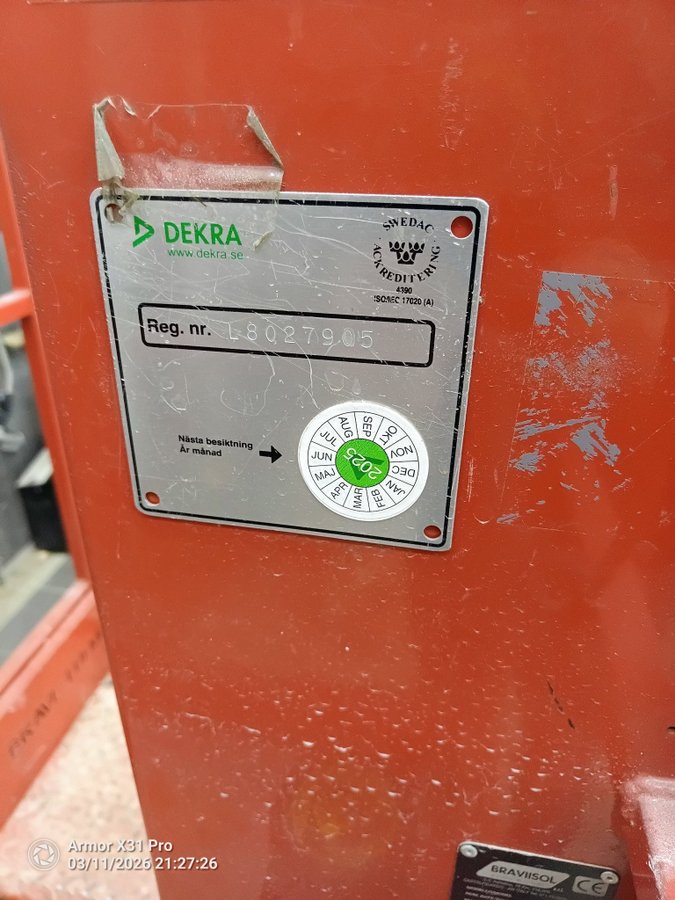 DEKRA
www.dekra.se
SWEDAC
ACKREDITERING
4390
ISO/IEC 17020 (A)
Reg. nr. L8027905
Nästa besiktning
År månad
2025
JAN
FEB
MAR
APR
MAJ
JUN
JUL
AUG
SEP
OKT
NOV
DEC
BRAVIISOL
CE
Armor X31 Pro
03/11/2026 21:27:26